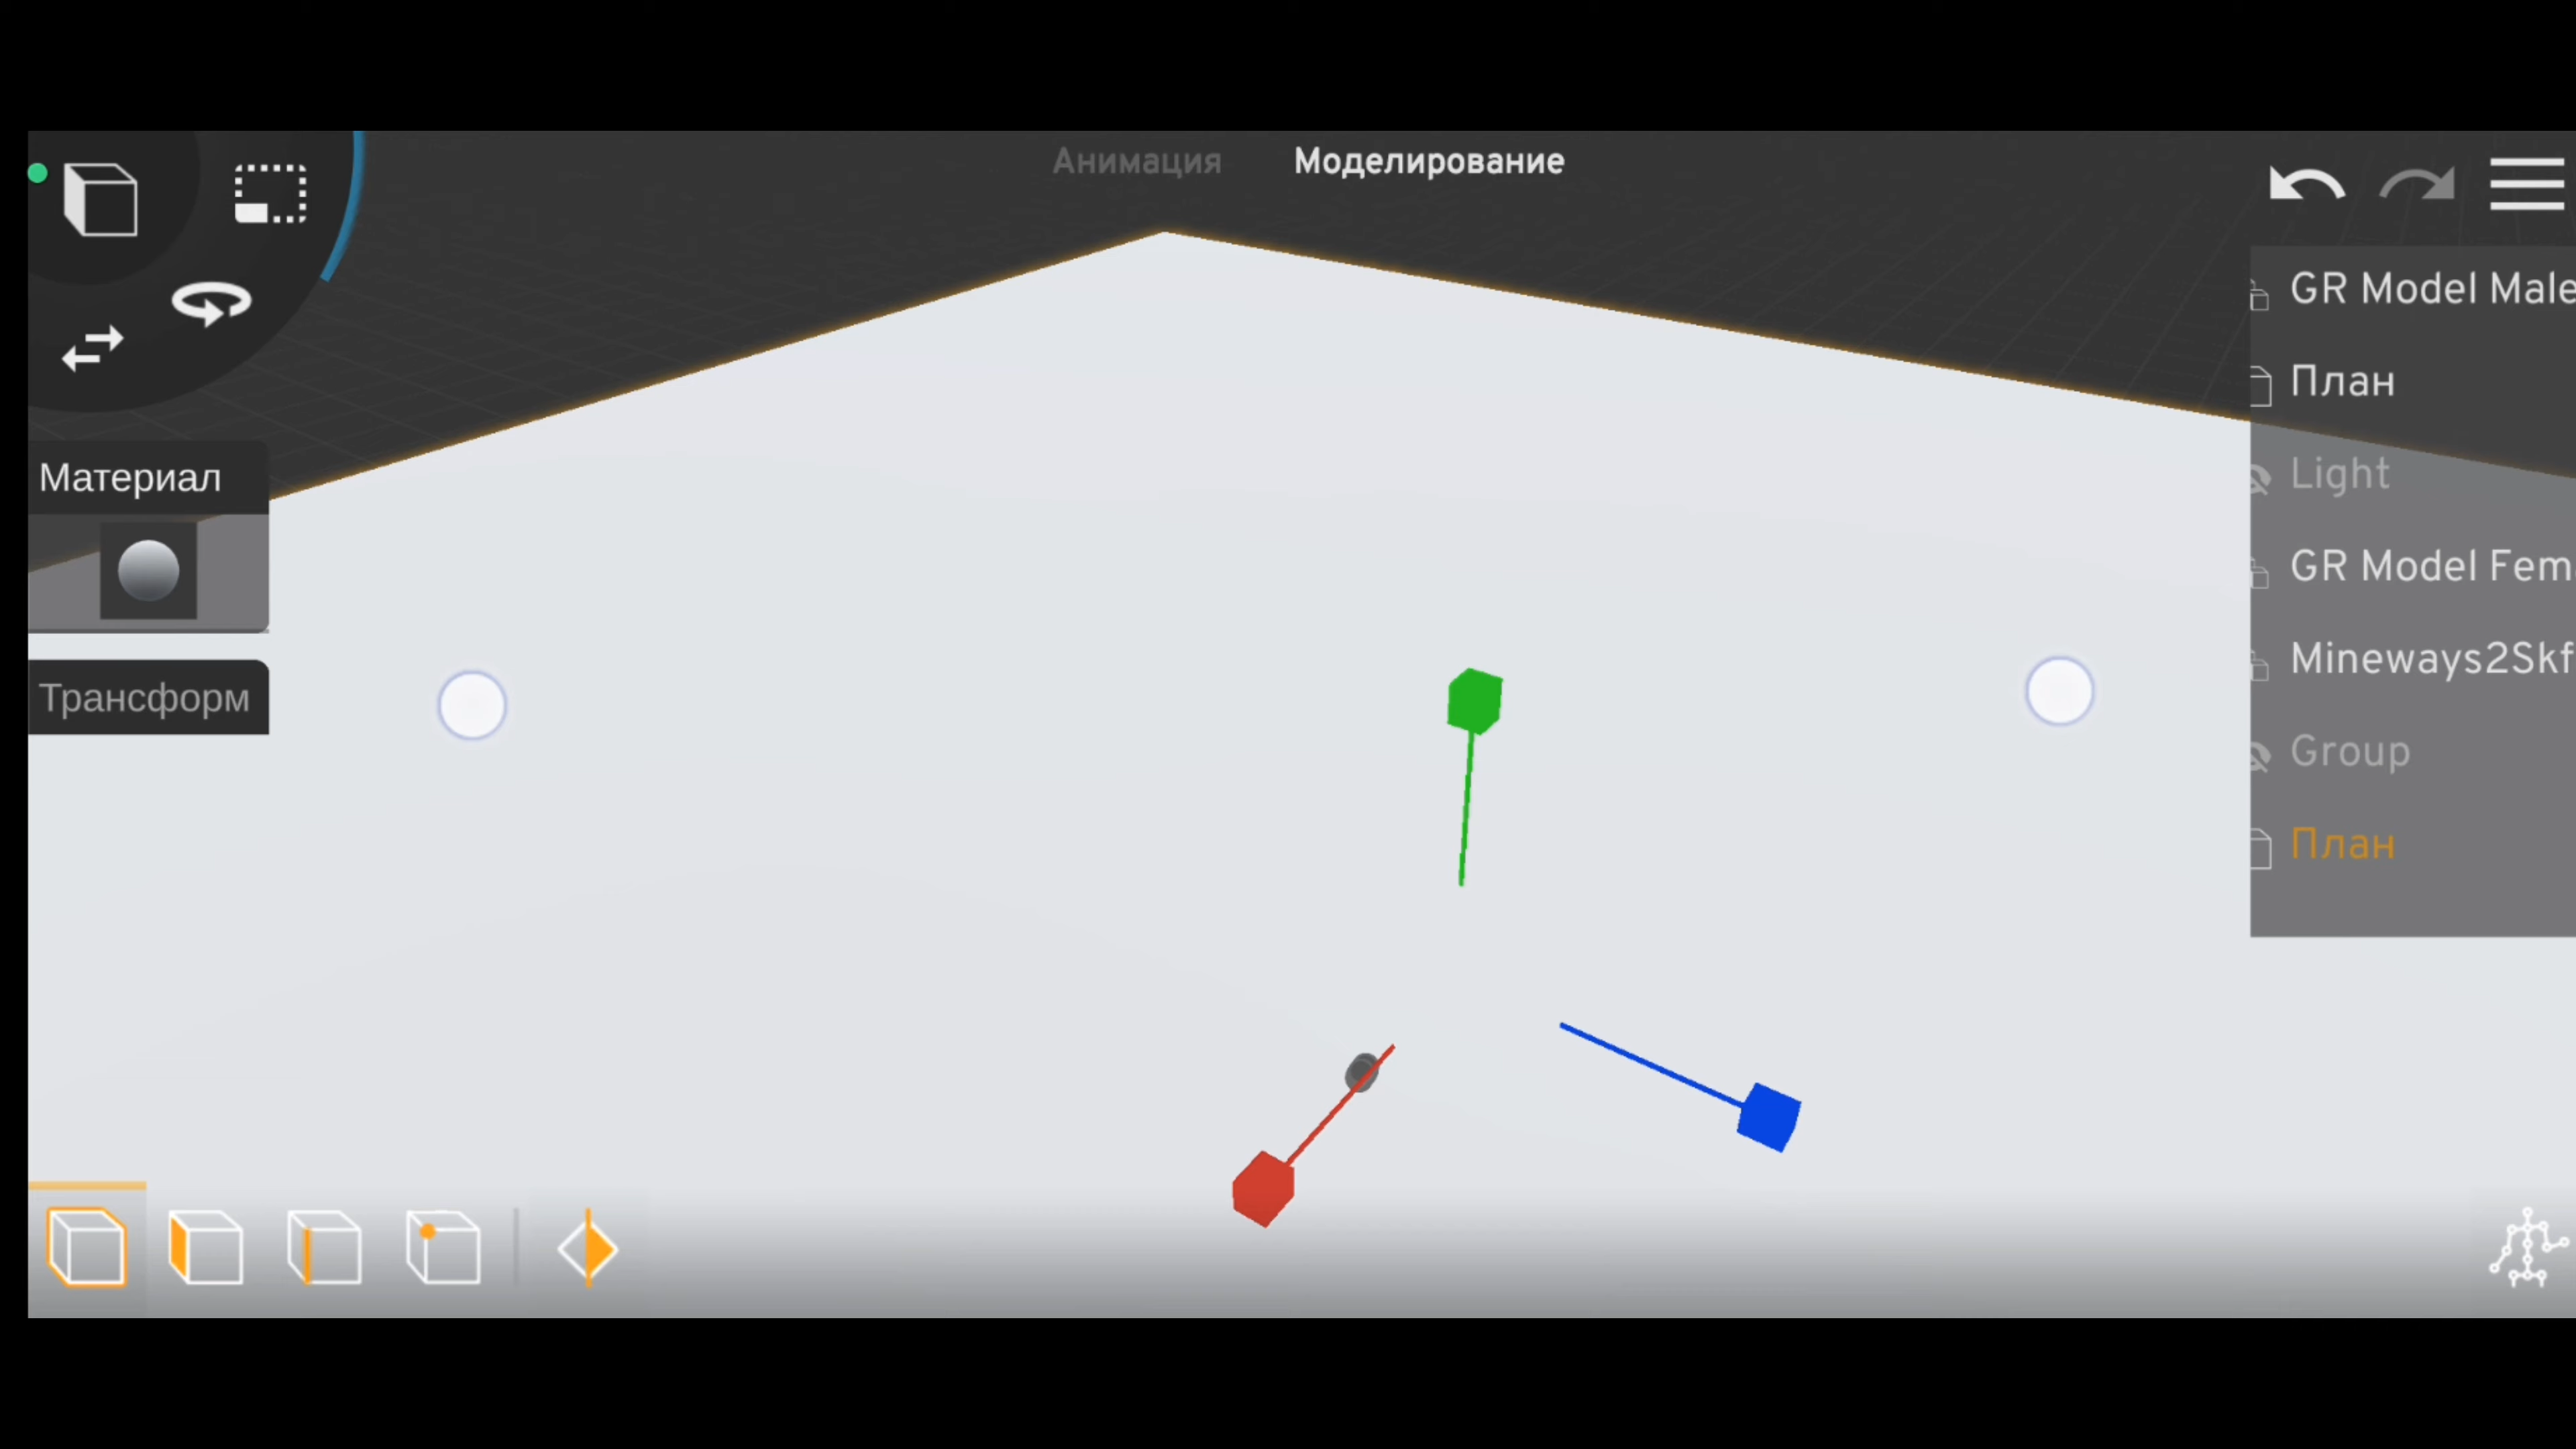 Анимация
Моделирование
Материал
Трансформ
GR Model Male
План
Light
GR Model Fem
Mineways2Skf
Group
План